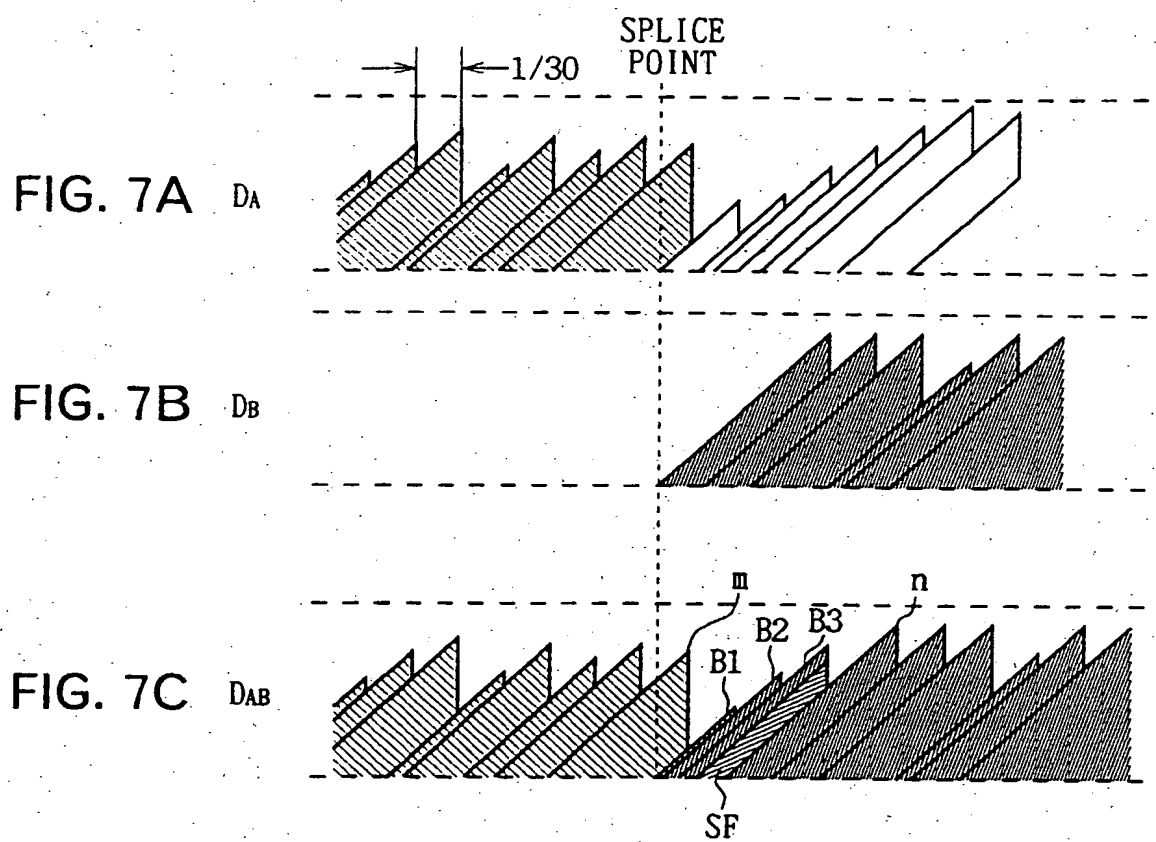 SPLICE
POINT
1/30
FIG. 7A DA
FIG. 7B DB
m
n
B1
B2
B3
FIG. 7C DAB
SF